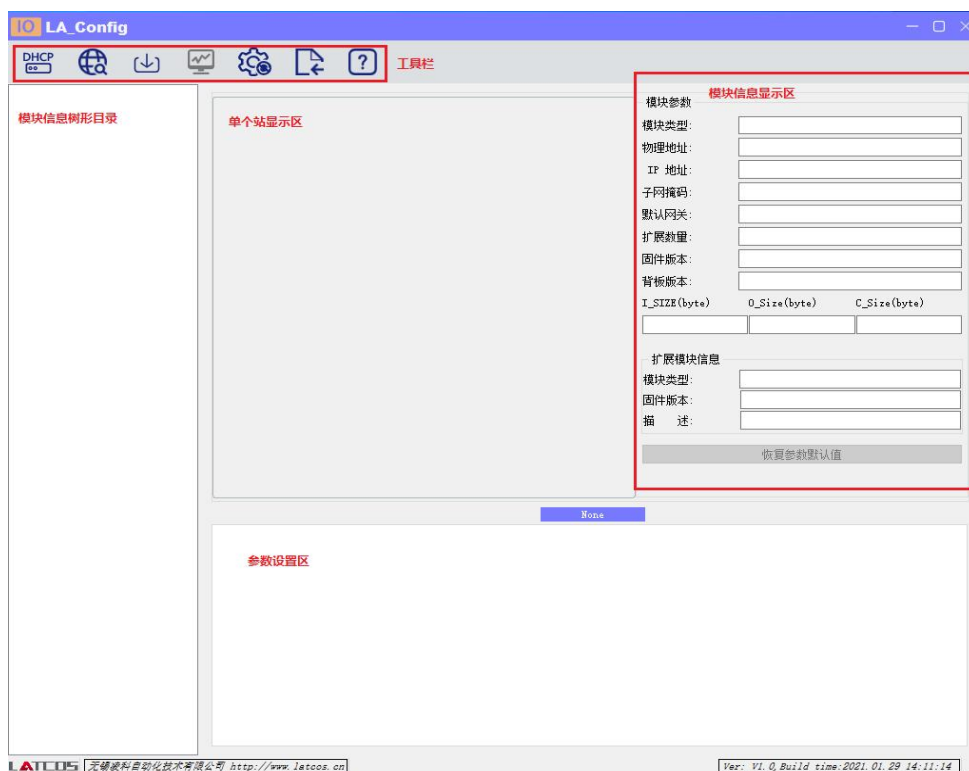 IO LA_Config
DHCP
工具栏
模块信息树形目录
单个站显示区
模块信息显示区
模块参数
模块类型:
物理地址:
IP 地址:
子网掩码:
默认网关:
扩展数量:
固件版本:
背板版本:
I_SIZE(byte) O_Size(byte) C_Size(byte)
扩展模块信息
模块类型:
固件版本:
描 述:
恢复参数默认值
None
参数设置区
LATCOS 无锡凌科自动化技术有限公司 http://www.latcos.cn
Ver: V1.0,Build time:2021.01.29 14:11:14